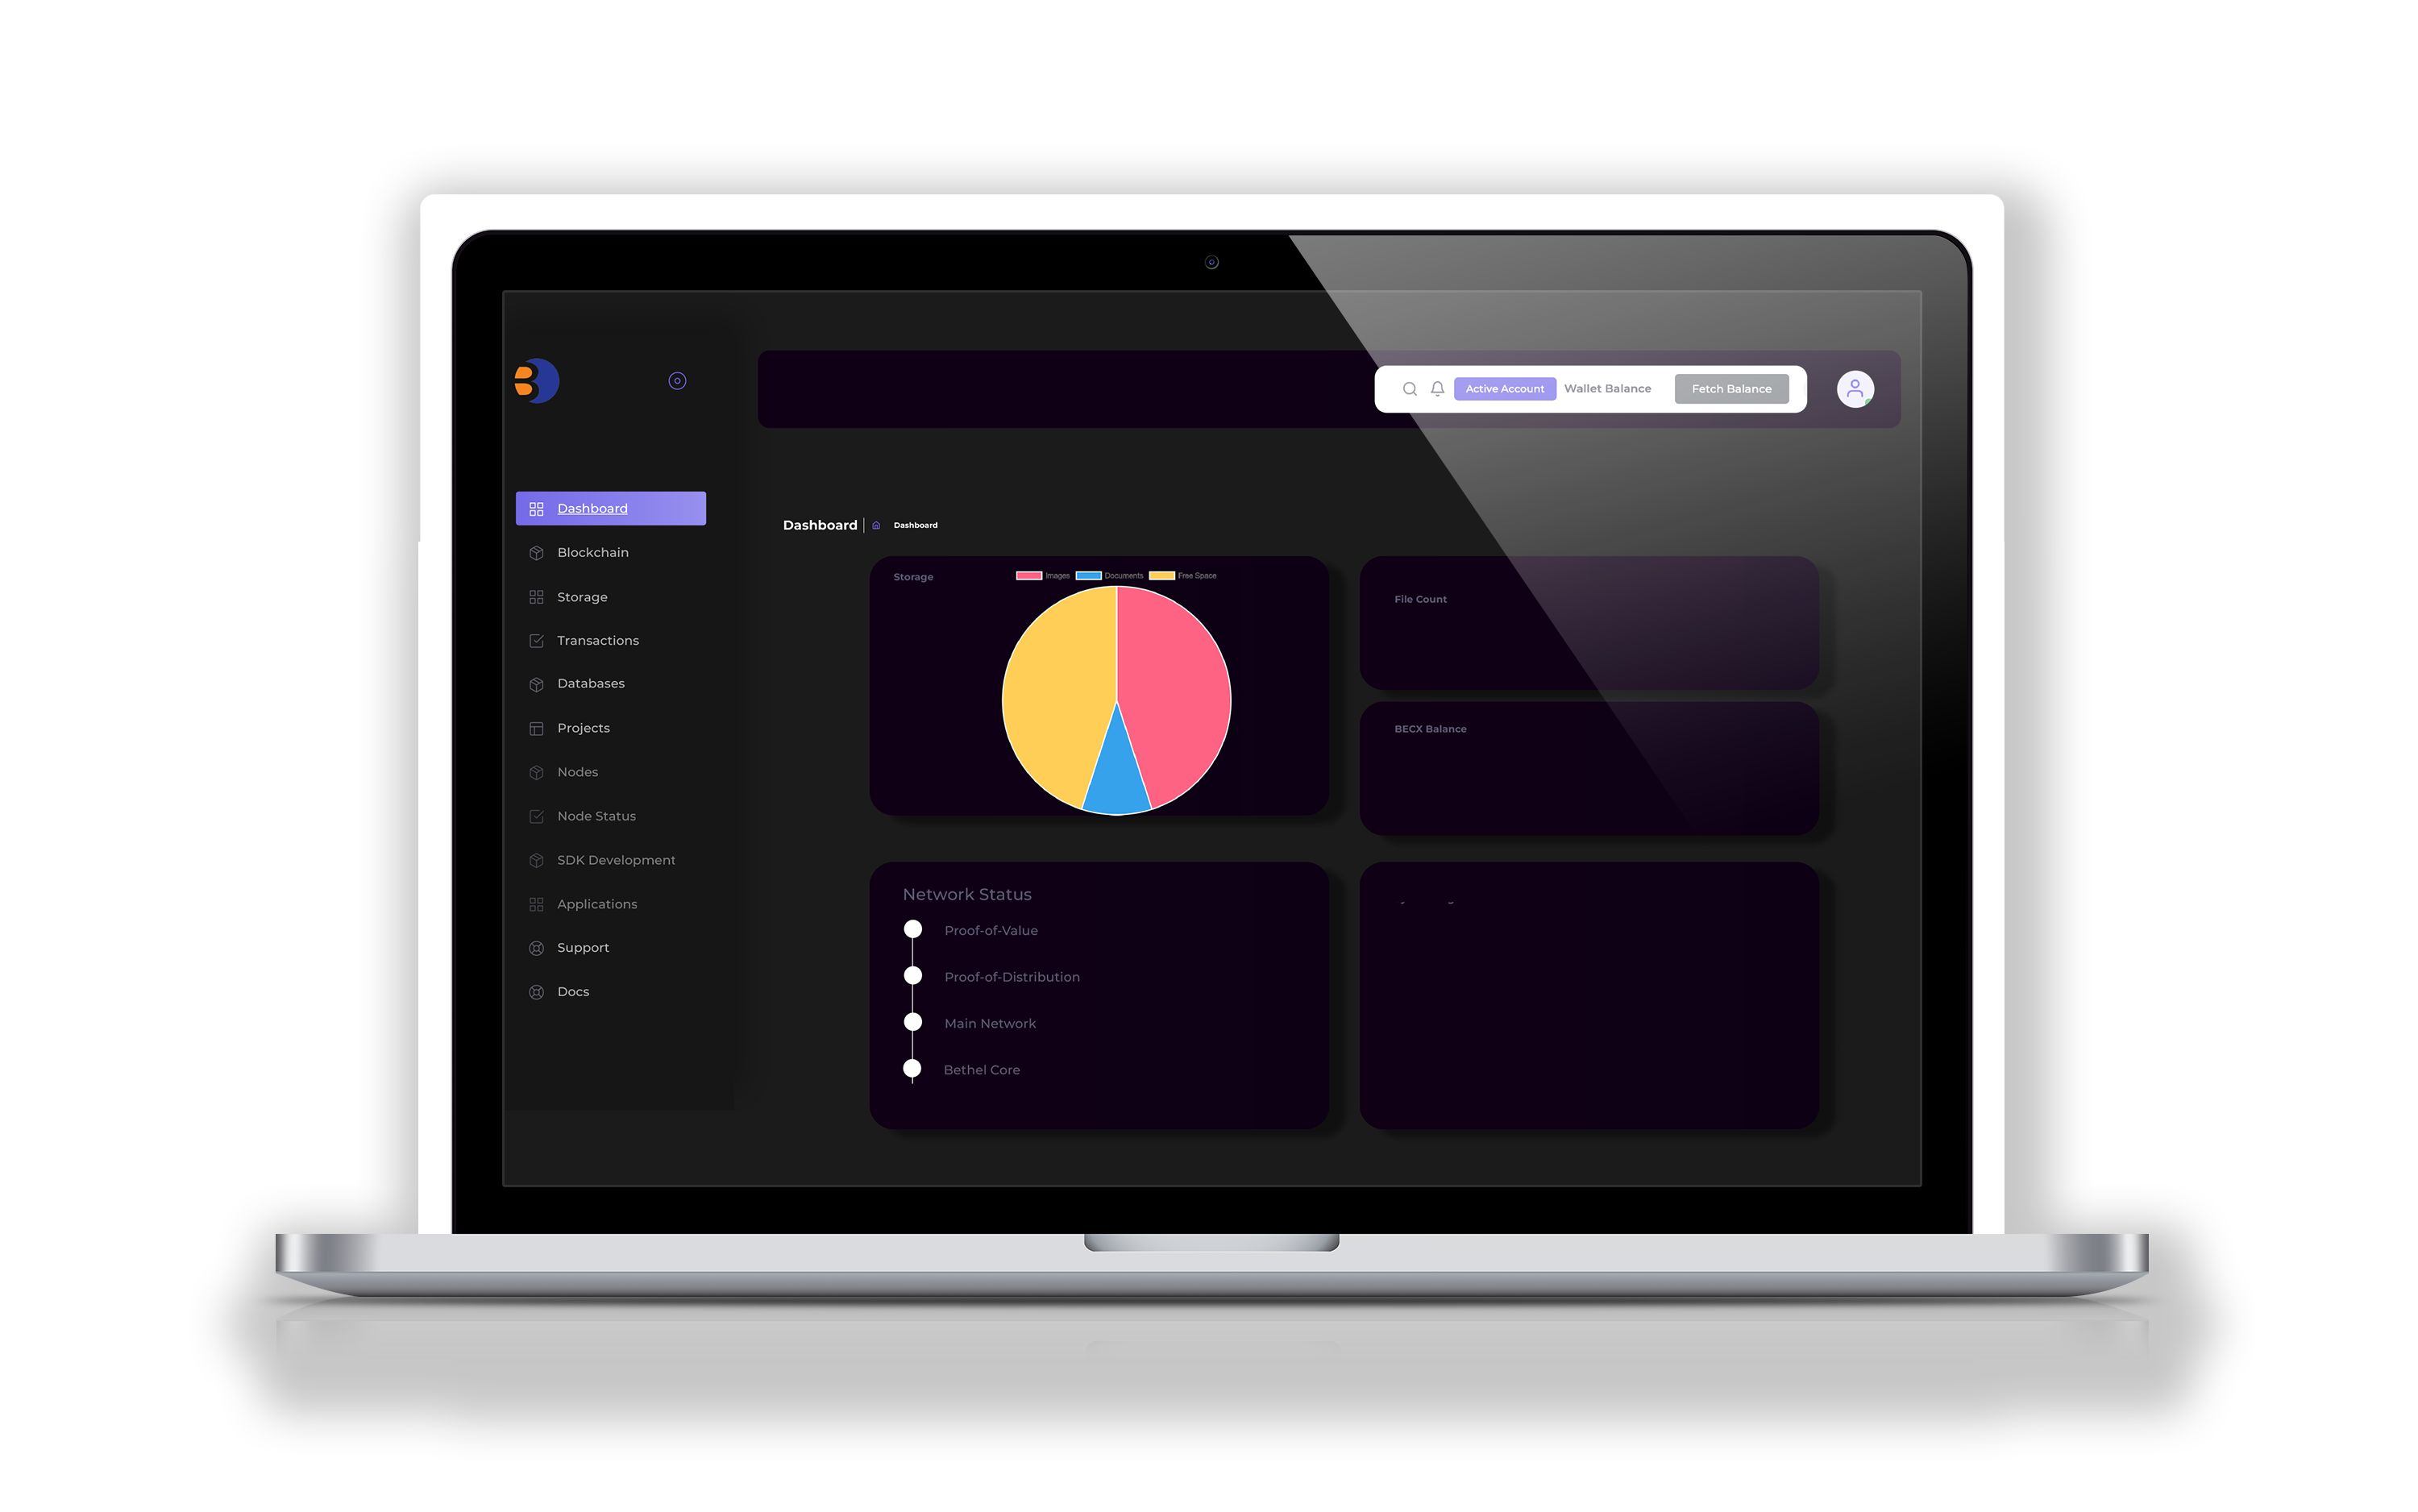 Active Account Wallet Balance Fetch Balance
Dashboard
Blockchain
Storage
Transactions
Databases
Projects
Nodes
Node Status
SDK Development
Applications
Support
Docs
Dashboard Dashboard
Storage
Images Documents Free Space
File Count
BECX Balance
Network Status
Proof-of-Value
Proof-of-Distribution
Main Network
Bethel Core